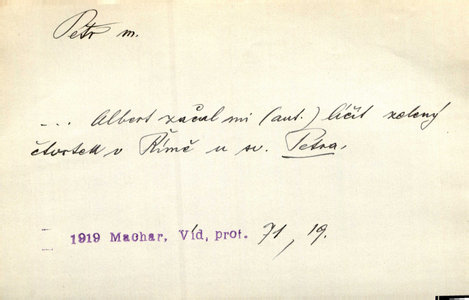 Petr m.
... Albert začal mi (aut.) líčit zelený
čtvrtek v Římě u sv. Petra.
1919 Machar, Víd, prot. 71, 19.